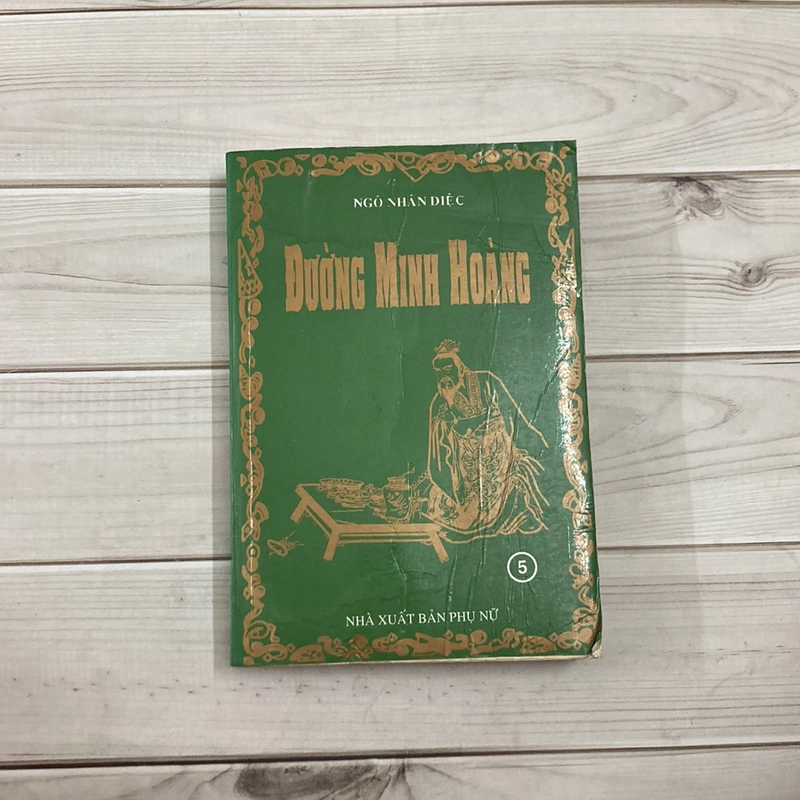 NGÔ NHÂN DIỆC
ĐƯỜNG MINH HOÀNG
5
NHÀ XUẤT BẢN PHỤ NỮ